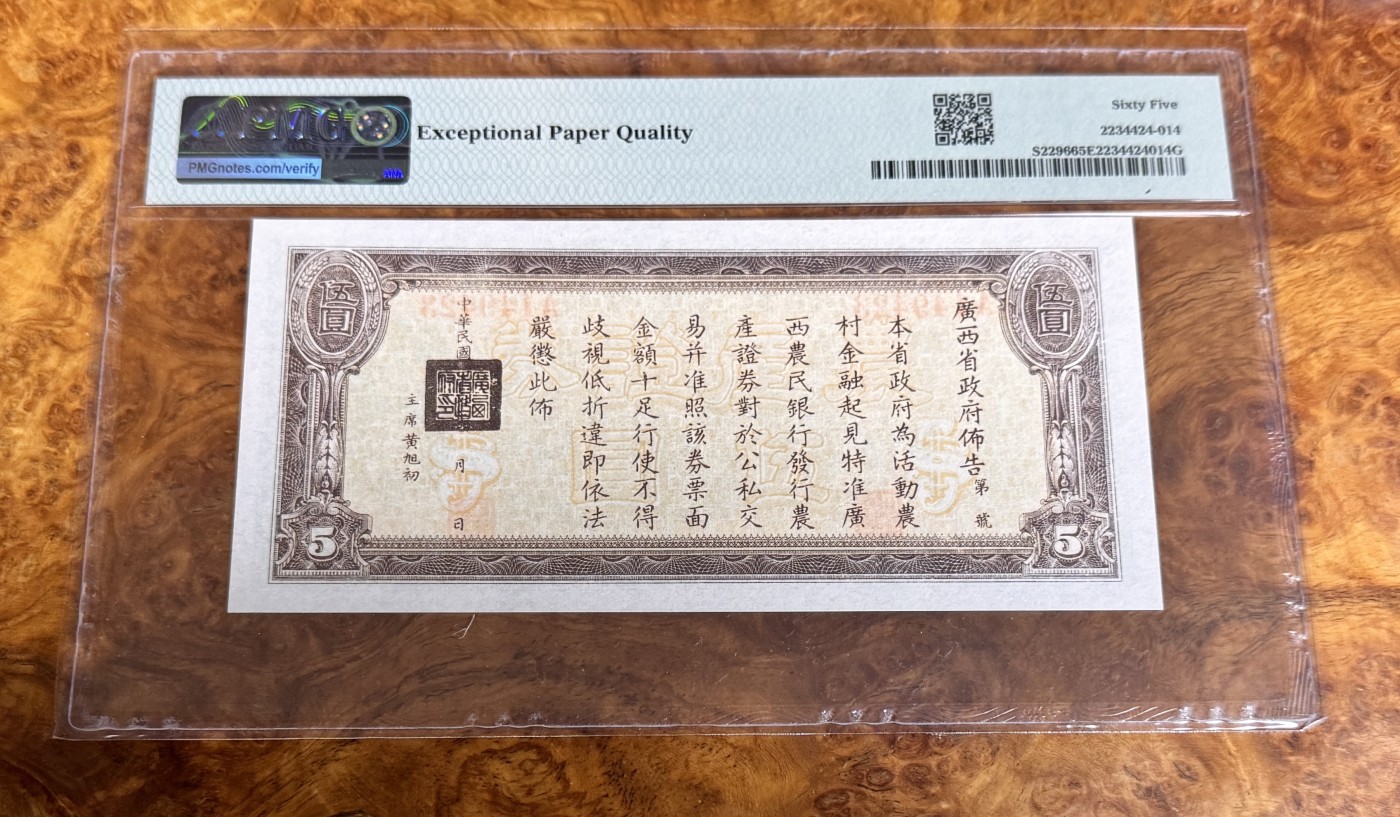 PMG
PMGnotes.com/verify
ANA
Exceptional Paper Quality
Sixty Five
2234424-014
S229665E2234424014G
伍圓
伍圓
廣西省政府佈告第 號
本省政府為活動農
村金融起見特准廣
西農民銀行發行農
產證券對於公私交
易并准照該券票面
金額十足行使不得
歧視低折違即依法
嚴懲此佈
中華民國 月 日
主席黃旭初
5
5